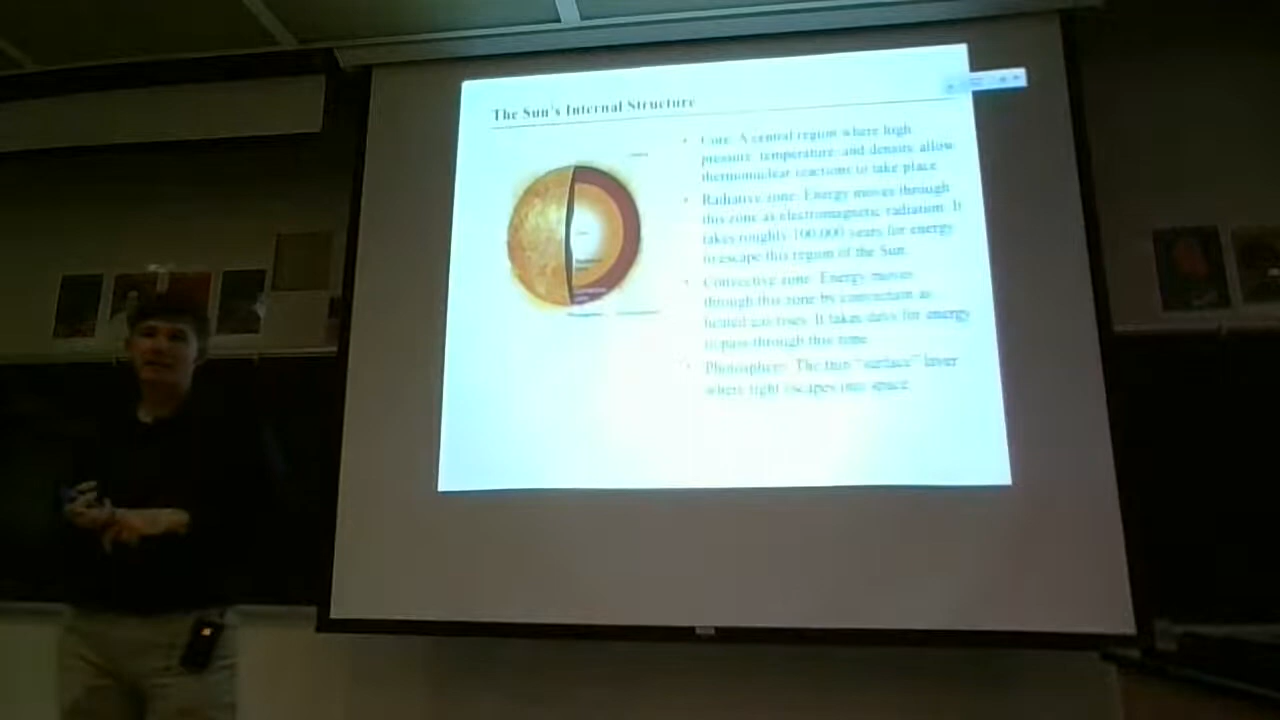 The Sun's Internal Structure
• Core: A central region where high
pressure, temperature, and density allow
thermonuclear reactions to take place
• Radiative zone: Energy moves through
this zone as electromagnetic radiation. It
takes roughly 100,000 years for energy
to escape this region of the Sun.
• Convective zone: Energy moves
through this zone by convection as
heated gas rises. It takes days for energy
to pass through this zone
• Photosphere: The thin "surface" layer
where light escapes into space